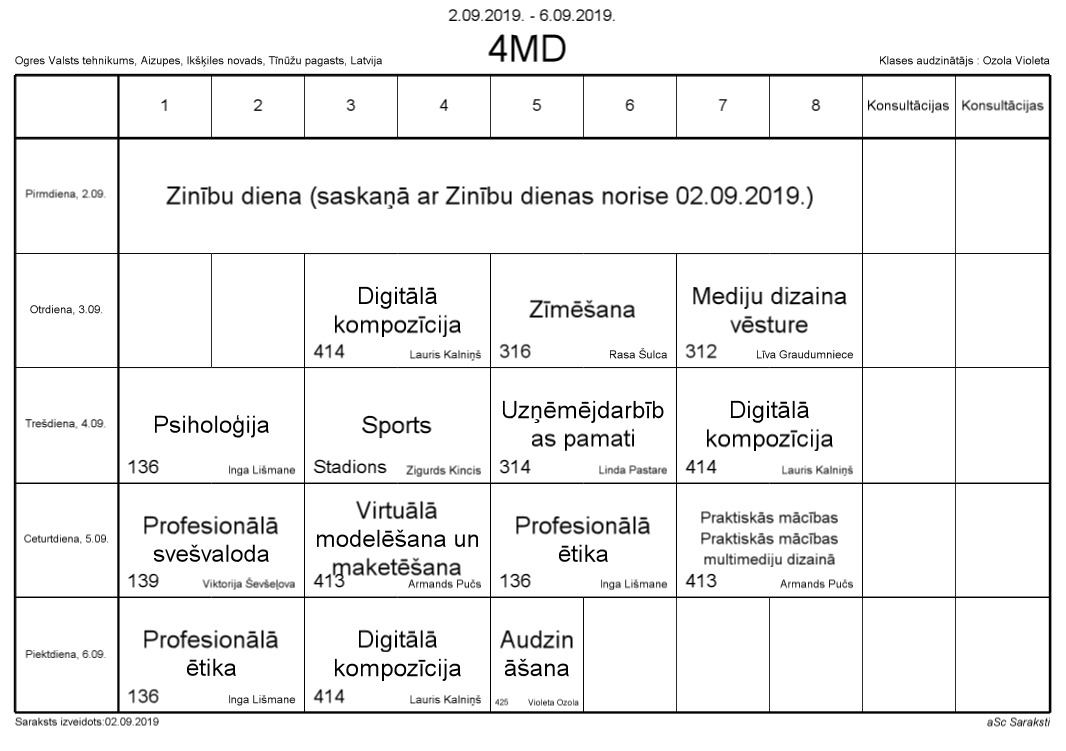 2.09.2019. - 6.09.2019.
4MD
Ogres Valsts tehnikums, Aizupes, Ikšķiles novads, Tīnūžu pagasts, Latvija
Klases audzinātājs : Ozola Violeta
1 2 3 4 5 6 7 8 Konsultācijas Konsultācijas
Pirmdiena, 2.09.
Zinību diena (saskaņā ar Zinību dienas norise 02.09.2019.)
Otrdiena, 3.09.
Digitālā
kompozīcija
414 Lauris Kalniņš
Zīmēšana
316 Rasa Šulca
Mediju dizaina
vēsture
312 Līva Graudumniece
Trešdiena, 4.09.
Psiholoģija
136 Inga Lišmane
Sports
Stadions Zigurds Kincis
Uzņēmējdarbīb
as pamati
314 Linda Pastare
Digitālā
kompozīcija
414 Lauris Kalniņš
Ceturtdiena, 5.09.
Profesionālā
svešvaloda
139 Viktorija Ševšeļova
Virtuālā
modelēšana un
maketēšana
413 Armands Pučs
Profesionālā
ētika
136 Inga Lišmane
Praktiskās mācības
Praktiskās mācības
multimediju dizainā
413 Armands Pučs
Piektdiena, 6.09.
Profesionālā
ētika
136 Inga Lišmane
Digitālā
kompozīcija
414 Lauris Kalniņš
Audzin
āšana
425 Violeta Ozola
Saraksts izveidots:02.09.2019
aSc Saraksti